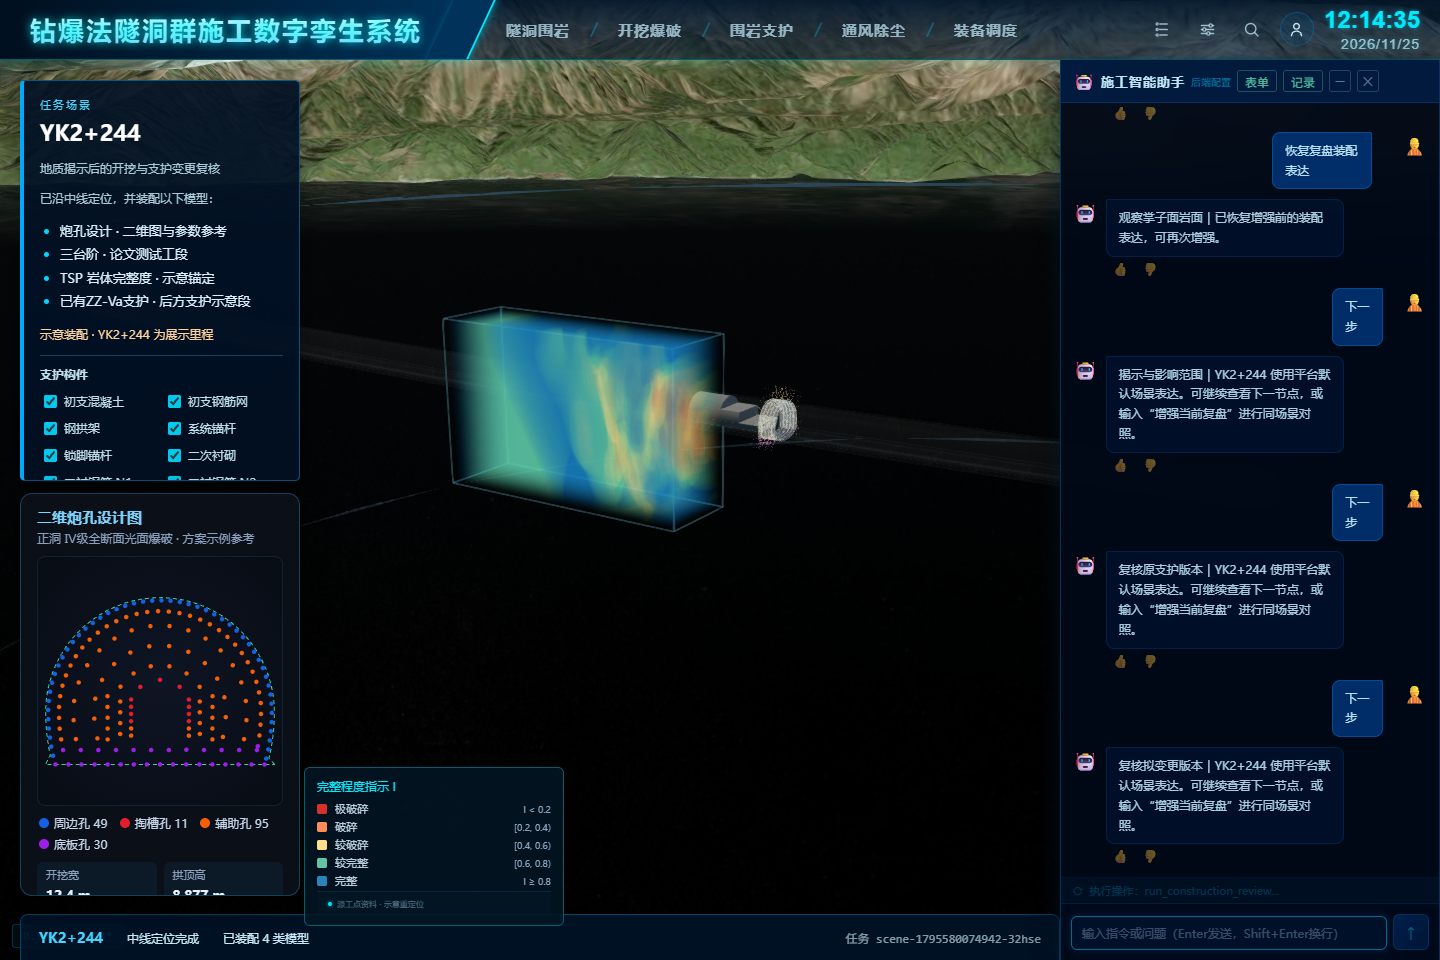 钻爆法隧洞群施工数字孪生系统
隧洞围岩 / 开挖爆破 / 围岩支护 / 通风除尘 / 装备调度
12:14:35
2026/11/25
任务场景
YK2+244
地质揭示后的开挖与支护变更复核
已沿中线定位，并装配以下模型：
炮孔设计 · 二维图与参数参考
三台阶 · 论文测试工段
TSP 岩体完整度 · 示意锚定
已有ZZ-Va支护 · 后方支护示意段
示意装配 · YK2+244 为展示里程
支护构件
初支混凝土 初支钢筋网
钢拱架 系统锚杆
锁脚锚杆 二次衬砌
二维炮孔设计图
正洞 IV级全断面光面爆破 · 方案示例参考
周边孔 49 掏槽孔 11 辅助孔 95
底板孔 30
开挖宽 拱顶高
12.4 m 8.877 m
完整程度指示 I
极破碎 I < 0.2
破碎 [0.2, 0.4)
较破碎 [0.4, 0.6)
较完整 [0.6, 0.8)
完整 I ≥ 0.8
源工点资料 · 示意重定位
YK2+244 中线定位完成 已装配 4 类模型 任务 scene-1795580074942-32hse
施工智能助手 后端配置 表单 记录
恢复复盘装配
表达
观察掌子面岩面 | 已恢复增强前的装配
表达，可再次增强。
下一
步
揭示与影响范围 | YK2+244 使用平台默
认场景表达。可继续查看下一节点，或
输入“增强当前复盘”进行同场景对
照。
下一
步
复核原支护版本 | YK2+244 使用平台默
认场景表达。可继续查看下一节点，或
输入“增强当前复盘”进行同场景对
照。
下一
步
复核拟变更版本 | YK2+244 使用平台默
认场景表达。可继续查看下一节点，或
输入“增强当前复盘”进行同场景对
照。
执行操作：run_construction_review...
输入指令或问题（Enter发送，Shift+Enter换行）